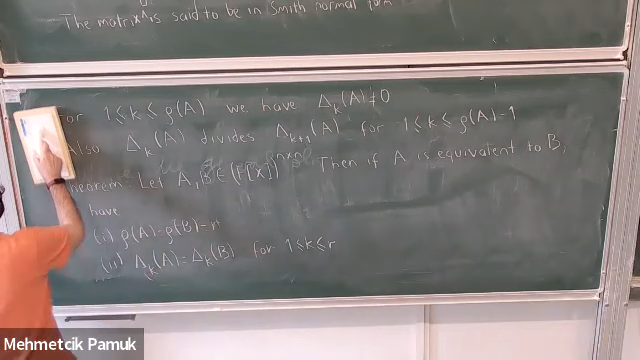 The matrix is said to be in Smith normal form
For 1 ≤ k ≤ ρ(A) we have Δₖ(A) ≠ 0
Also Δₖ(A) divides Δₖ₊₁(A) for 1 ≤ k ≤ ρ(A) - 1
Theorem: Let A, B ∈ (F[x])ⁿˣⁿ. Then if A is equivalent to B,
have
(i) ρ(A) = ρ(B) = r
(ii) Δₖ(A) = Δₖ(B) for 1 ≤ k ≤ r
Mehmetcik Pamuk